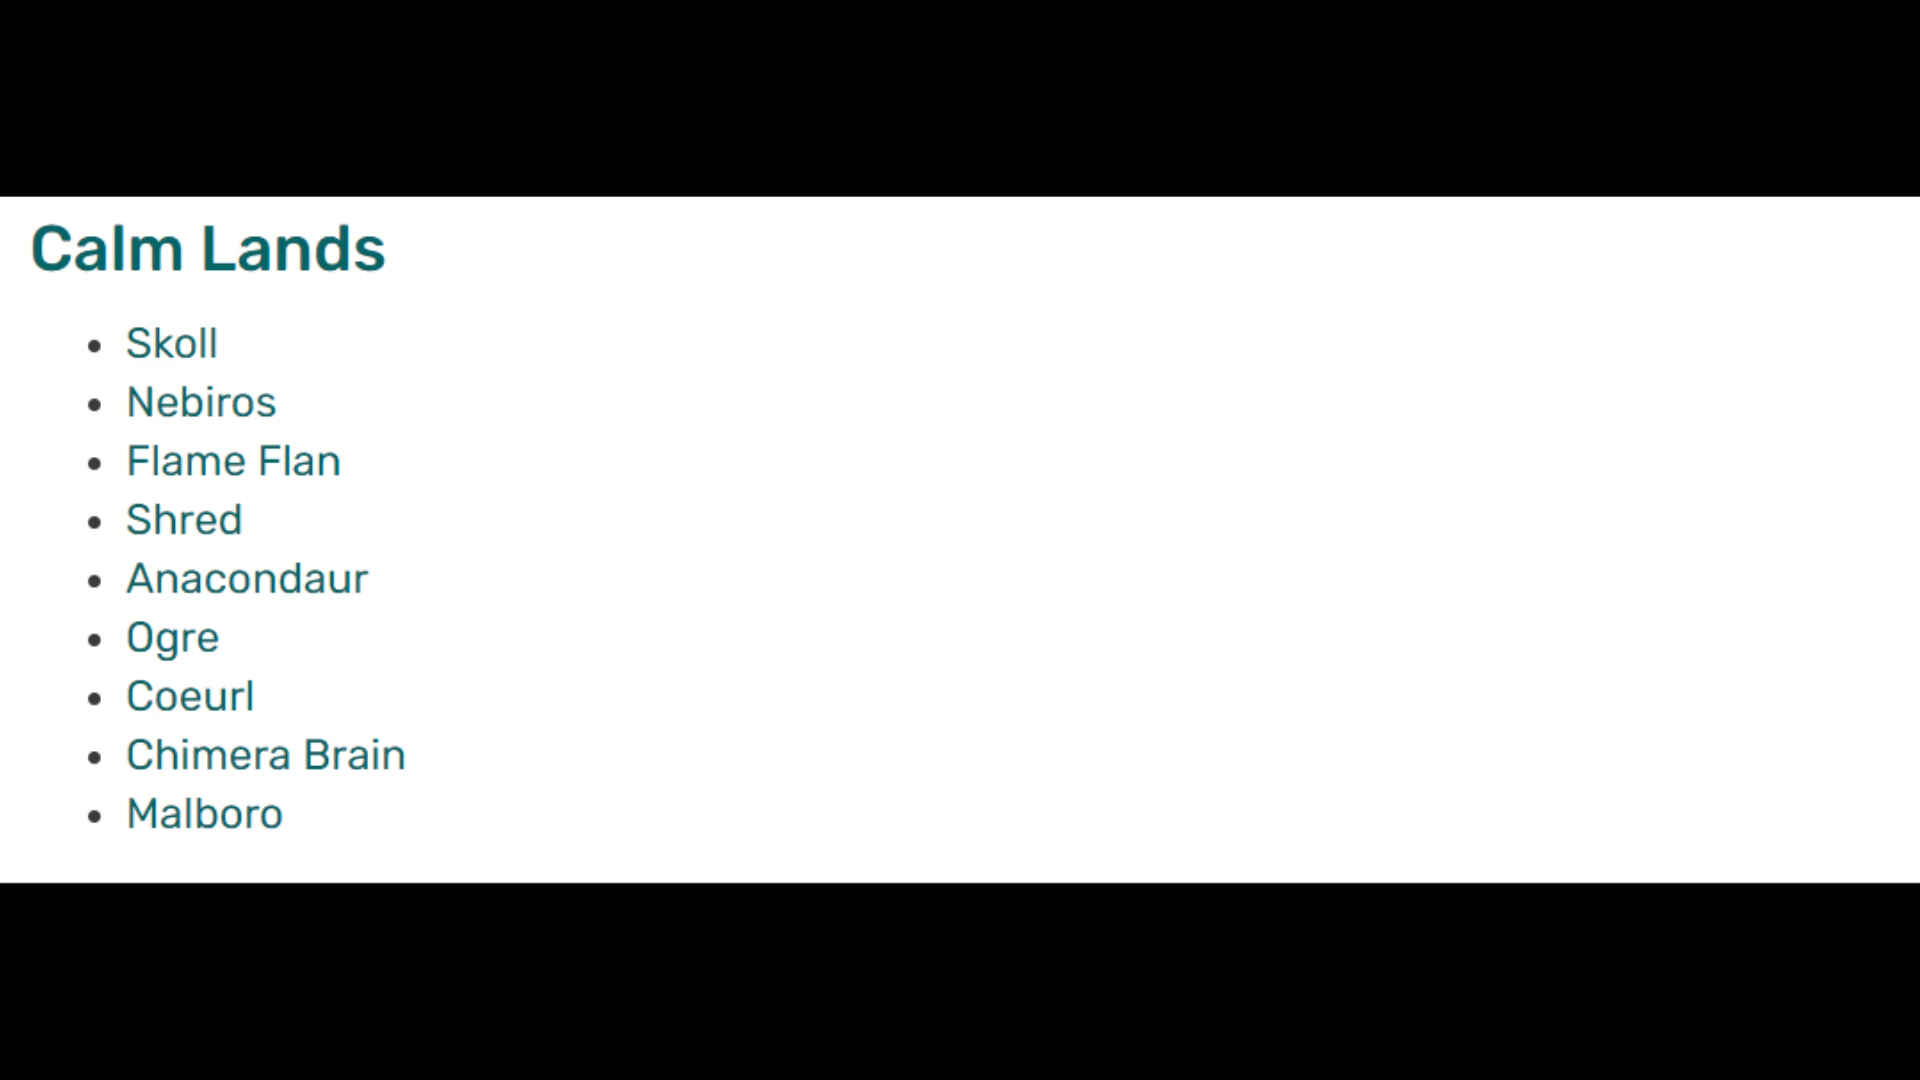 Calm Lands
Skoll
Nebiros
Flame Flan
Shred
Anacondaur
Ogre
Coeurl
Chimera Brain
Malboro